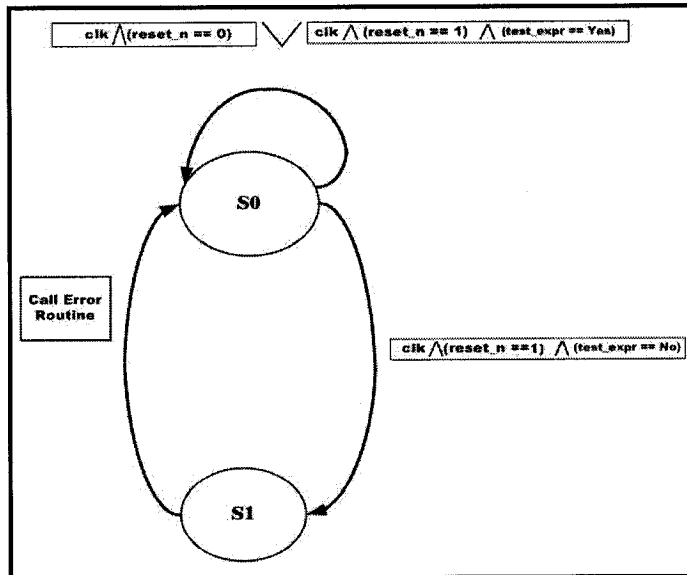 clk ⋀(reset_n == 0) ⋁ clk ⋀ (reset_n == 1) ⋀ (test_expr == Yes)
S0
Call Error
Routine
clk ⋀(reset_n ==1) ⋀ (test_expr == No)
S1